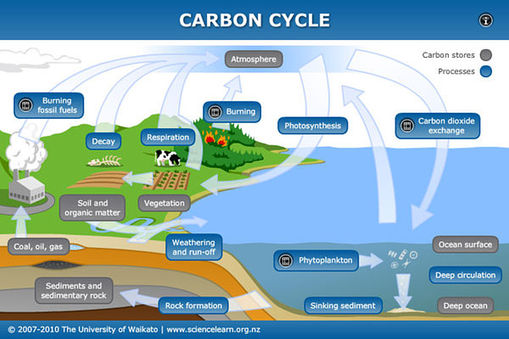 CARBON CYCLE
Atmosphere
Carbon stores
Processes
Burning
fossil fuels
Burning
Carbon dioxide
exchange
Decay
Respiration
Photosynthesis
Soil and
organic matter
Vegetation
Coal, oil, gas
Weathering
and run-off
Ocean surface
Phytoplankton
Deep circulation
Sediments and
sedimentary rock
Rock formation
Sinking sediment
Deep ocean
© 2007-2010 The University of Waikato | www.sciencelearn.org.nz